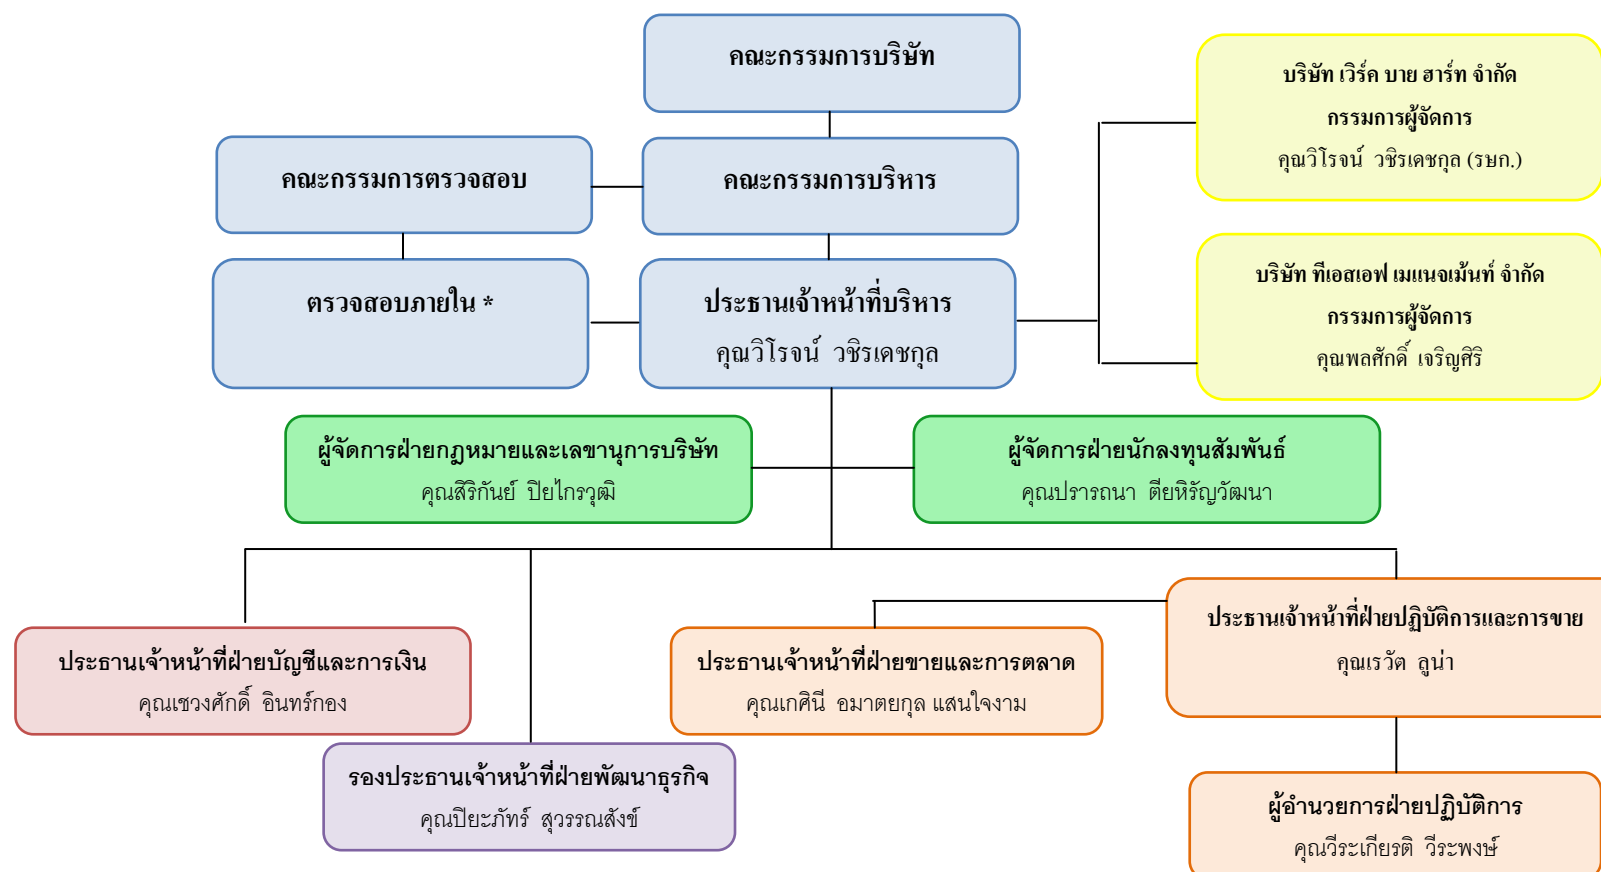 คณะกรรมการบริษัท
บริษัท เวิร์ค บาย ฮาร์ท จำกัด
กรรมการผู้จัดการ
คุณวิโรจน์ วชิรเดชกุล (รษก.)
คณะกรรมการตรวจสอบ
คณะกรรมการบริหาร
ตรวจสอบภายใน *
ประธานเจ้าหน้าที่บริหาร
คุณวิโรจน์ วชิรเดชกุล
บริษัท ทีเอสเอฟ เมแนจเม้นท์ จำกัด
กรรมการผู้จัดการ
คุณพลศักดิ์ เจริญศิริ
ผู้จัดการฝ่ายกฎหมายและเลขานุการบริษัท
คุณสิริกันย์ ปิยไกรวุฒิ
ผู้จัดการฝ่ายนักลงทุนสัมพันธ์
คุณปรารถนา ตียหิรัญวัฒนา
ประธานเจ้าหน้าที่ฝ่ายบัญชีและการเงิน
คุณเชวงศักดิ์ อินทร์กอง
ประธานเจ้าหน้าที่ฝ่ายขายและการตลาด
คุณเกศินี อมาตยกุล แสนใจงาม
ประธานเจ้าหน้าที่ฝ่ายปฏิบัติการและการขาย
คุณเรวัต ลูน่า
รองประธานเจ้าหน้าที่ฝ่ายพัฒนาธุรกิจ
คุณปิยะภัทร์ สุวรรณสังข์
ผู้อำนวยการฝ่ายปฏิบัติการ
คุณวีระเกียรติ วีระพงษ์